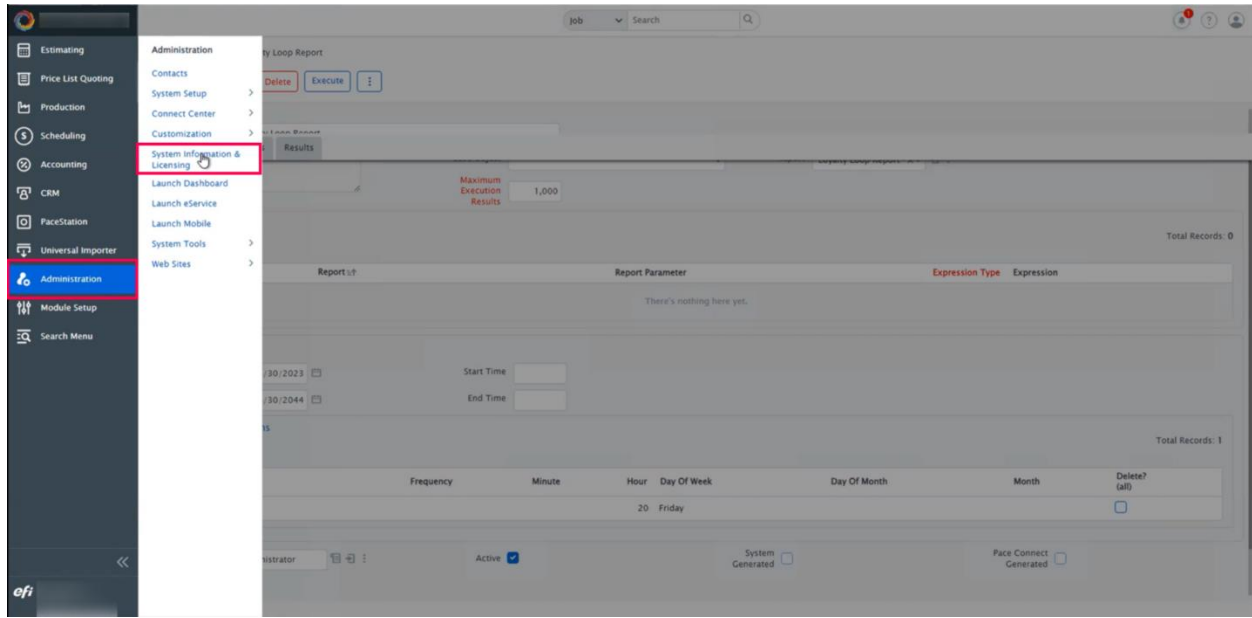 Job Search
1
?
Estimating
Price List Quoting
Production
Scheduling
Accounting
CRM
PaceStation
Universal Importer
Administration
Module Setup
Search Menu
efi
Administration
Contacts
System Setup
Connect Center
Customization
System Information &
Licensing
Launch Dashboard
Launch eService
Launch Mobile
System Tools
Web Sites
ty Loop Report
Delete Execute
Results
Maximum
Execution
Results
1,000
Total Records: 0
Report Report Parameter Expression Type Expression
There's nothing here yet.
/30/2023 Start Time
/30/2044 End Time
ns
Total Records: 1
Frequency Minute Hour Day Of Week Day Of Month Month Delete?
(all)
20 Friday
nistrator Active System
Generated Pace Connect
Generated